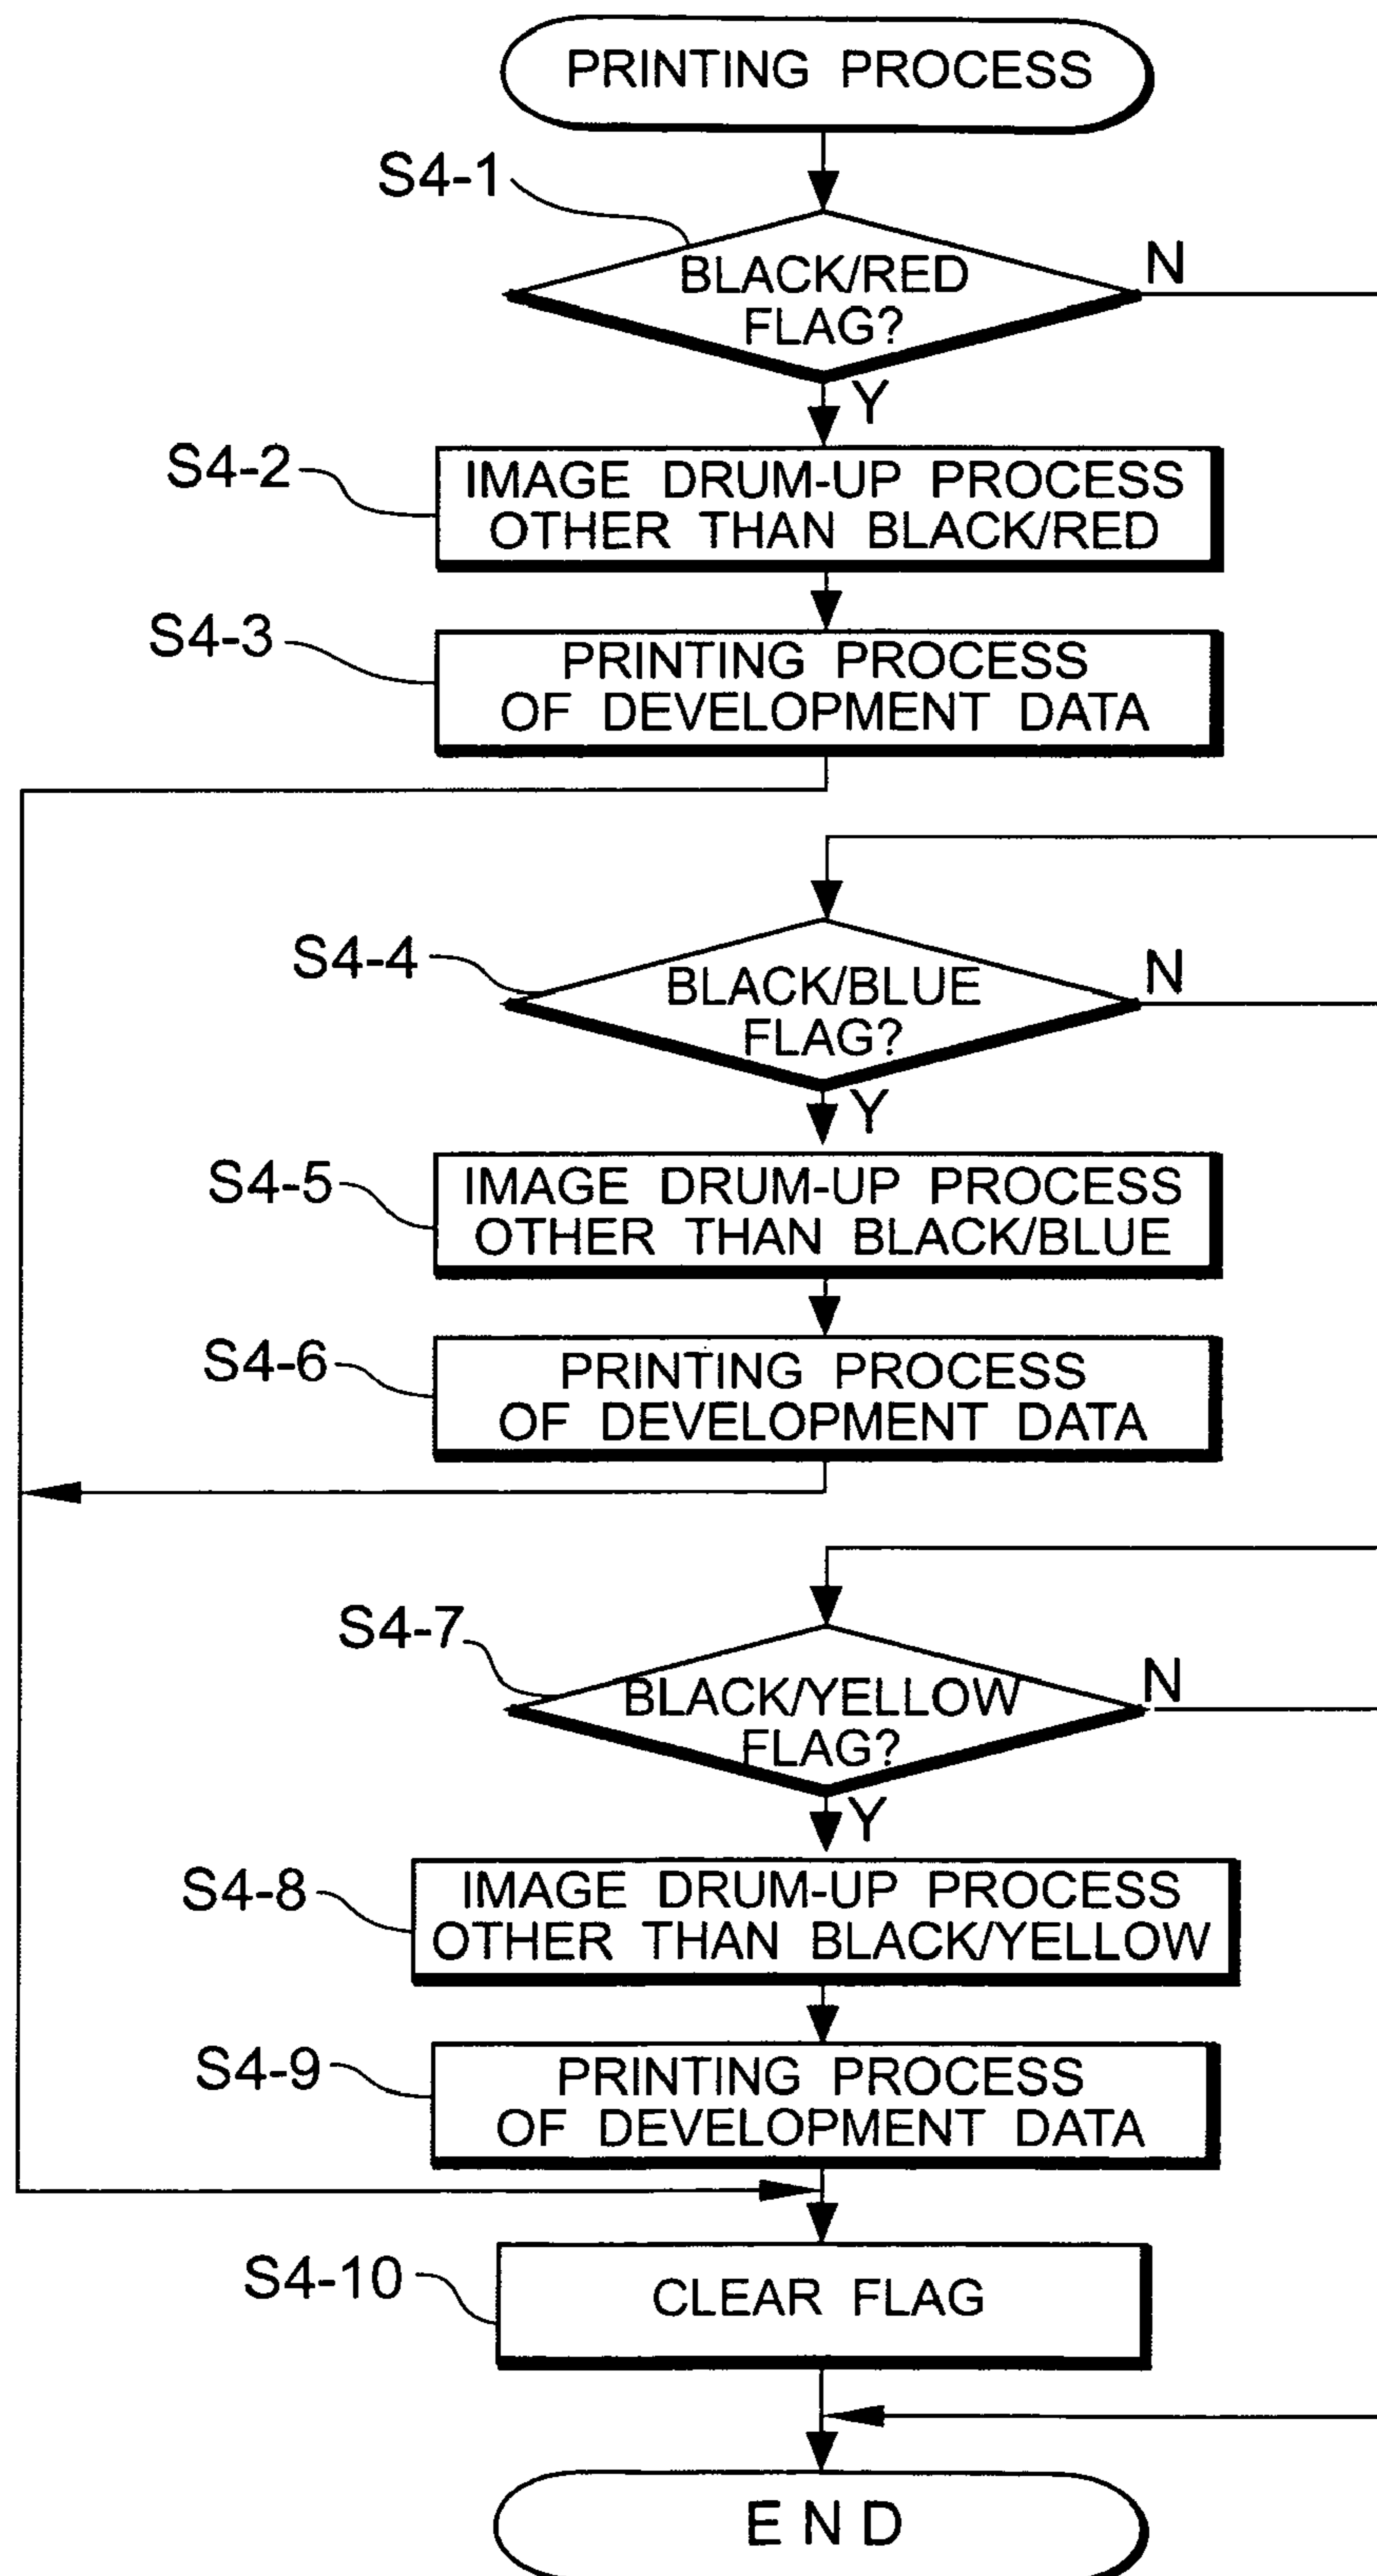 PRINTING PROCESS
S4-1
BLACK/RED
FLAG?
N
Y
S4-2
IMAGE DRUM-UP PROCESS
OTHER THAN BLACK/RED
S4-3
PRINTING PROCESS
OF DEVELOPMENT DATA
S4-4
BLACK/BLUE
FLAG?
N
Y
S4-5
IMAGE DRUM-UP PROCESS
OTHER THAN BLACK/BLUE
S4-6
PRINTING PROCESS
OF DEVELOPMENT DATA
S4-7
BLACK/YELLOW
FLAG?
N
Y
S4-8
IMAGE DRUM-UP PROCESS
OTHER THAN BLACK/YELLOW
S4-9
PRINTING PROCESS
OF DEVELOPMENT DATA
S4-10
CLEAR FLAG
END